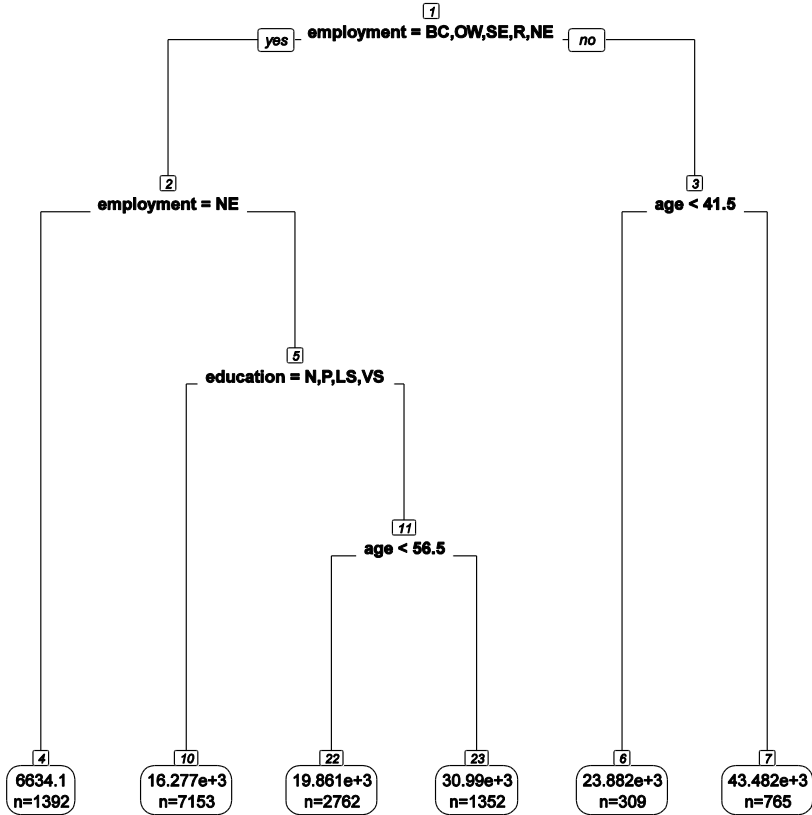 1
employment = BC,OW,SE,R,NE
yes
no
2
employment = NE
3
age < 41.5
5
education = N,P,LS,VS
11
age < 56.5
4
6634.1
n=1392
10
16.277e+3
n=7153
22
19.861e+3
n=2762
23
30.99e+3
n=1352
6
23.882e+3
n=309
7
43.482e+3
n=765